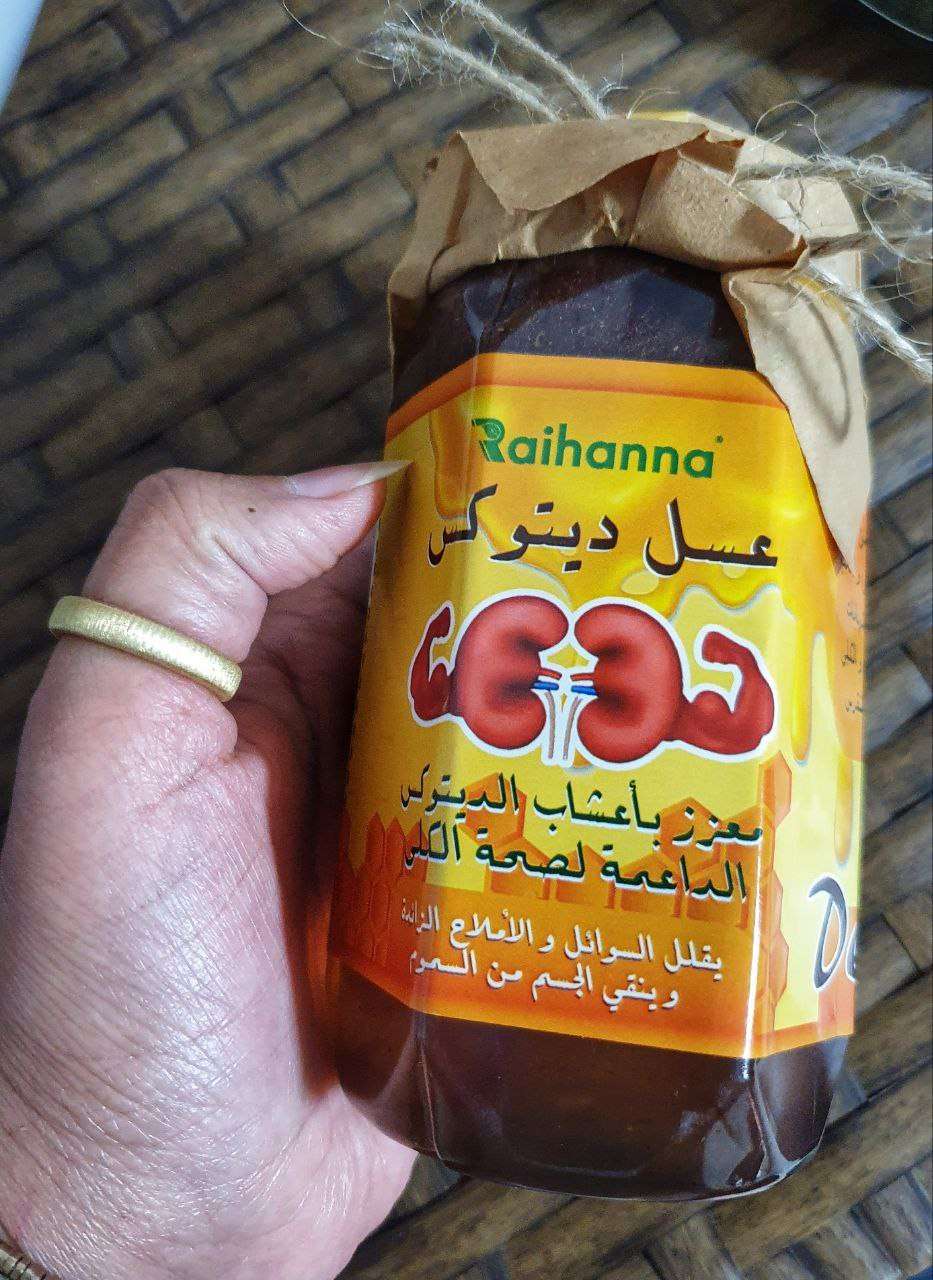 Raihanna
عسل ديتوكس
معزز بأعشاب الديتوكس
الداعمة لصحة الكلى
يقلل السوائل و الأملاح الزائدة
وينقي الجسم من السموم